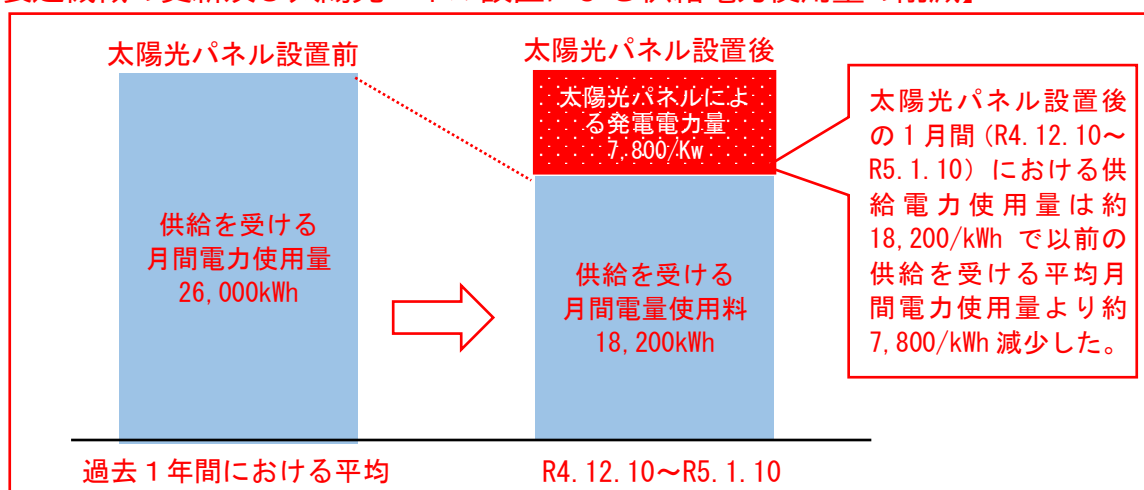 太陽光パネル設置前
太陽光パネル設置後
太陽光パネルによ
る発電電力量
7,800/Kw
供給を受ける
月間電力使用量
26,000kWh
供給を受ける
月間電量使用料
18,200kWh
太陽光パネル設置後
の1月間(R4.12.10～
R5.1.10)における供
給電力使用量は約
18,200/kWh で以前の
供給を受ける平均月
間電力使用量より約
7,800/kWh 減少した。
過去1年間における平均
R4.12.10～R5.1.10